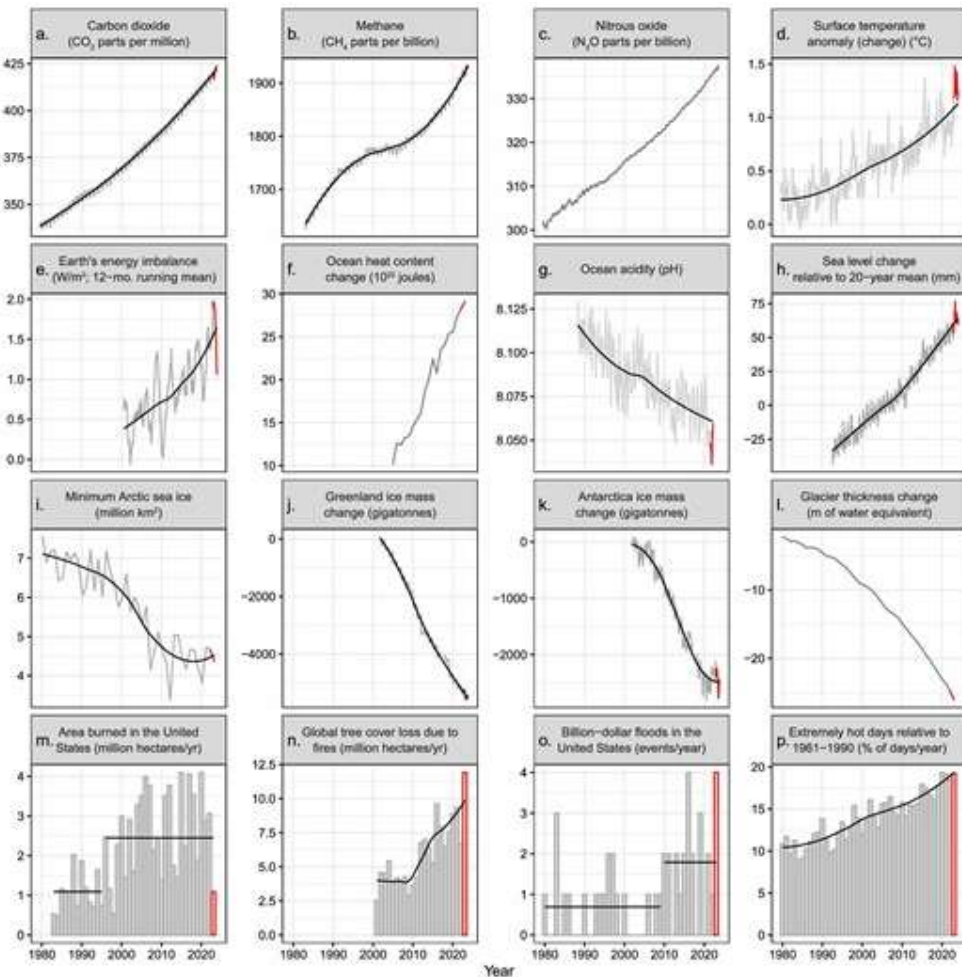 a. Carbon dioxide
(CO₂ parts per million)
425
400
375
350
b. Methane
(CH₄ parts per billion)
1900
1800
1700
c. Nitrous oxide
(N₂O parts per billion)
330
320
310
300
d. Surface temperature
anomaly (change) (°C)
1.5
1.0
0.5
0.0
e. Earth's energy imbalance
(W/m²; 12−mo. running mean)
2.0
1.5
1.0
0.5
0.0
f. Ocean heat content
change (10²² joules)
30
25
20
15
10
g. Ocean acidity (pH)
8.125
8.100
8.075
8.050
h. Sea level change
relative to 20−year mean (mm)
75
50
25
0
−25
i. Minimum Arctic sea ice
(million km²)
7
6
5
4
j. Greenland ice mass
change (gigatonnes)
0
−2000
−4000
k. Antarctica ice mass
change (gigatonnes)
0
−1000
−2000
l. Glacier thickness change
(m of water equivalent)
−10
−20
m. Area burned in the United
States (million hectares/yr)
4
3
2
1
0
1980 1990 2000 2010 2020
n. Global tree cover loss due to
fires (million hectares/yr)
12.5
10.0
7.5
5.0
2.5
0.0
1980 1990 2000 2010 2020
o. Billion−dollar floods in the
United States (events/year)
4
3
2
1
0
1980 1990 2000 2010 2020
p. Extremely hot days relative to
1961−1990 (% of days/year)
20
15
10
5
0
1980 1990 2000 2010 2020
Year